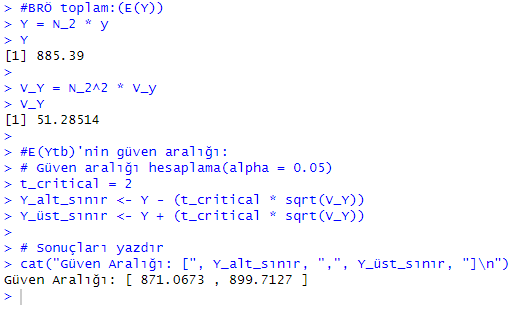 > #BRÖ toplam:(E(Y))
> Y = N_2 * y
> Y
[1] 885.39
>
> V_Y = N_2^2 * V_y
> V_Y
[1] 51.28514
>
> #E(Ytb)'nin güven aralığı:
> # Güven aralığı hesaplama(alpha = 0.05)
> t_critical = 2
> Y_alt_sınır <- Y - (t_critical * sqrt(V_Y))
> Y_üst_sınır <- Y + (t_critical * sqrt(V_Y))
>
> # Sonuçları yazdır
> cat("Güven Aralığı: [", Y_alt_sınır, ",", Y_üst_sınır, "]\n")
Güven Aralığı: [ 871.0673 , 899.7127 ]
>